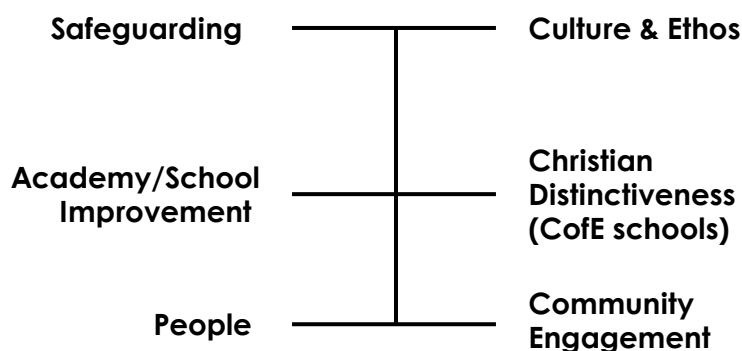 Safeguarding
Culture & Ethos
Academy/School
Improvement
Christian
Distinctiveness
(CofE schools)
People
Community
Engagement